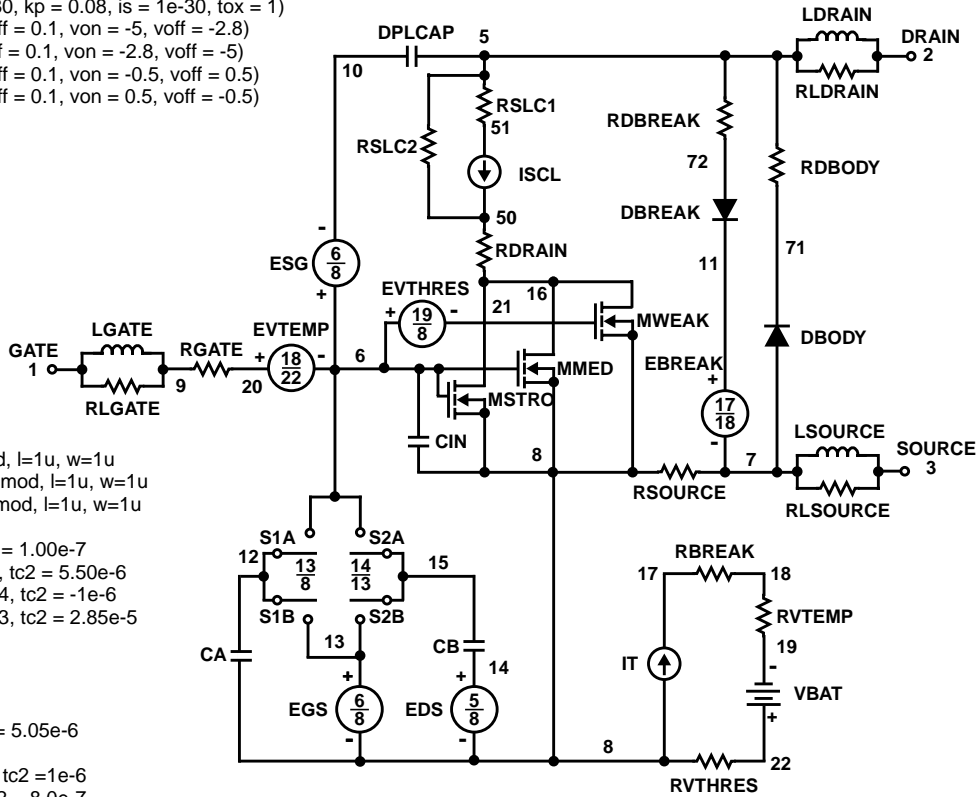 30, kp = 0.08, is = 1e-30, tox = 1)
off = 0.1, von = -5, voff = -2.8)
f = 0.1, von = -2.8, voff = -5)
ff = 0.1, von = -0.5, voff = 0.5)
ff = 0.1, von = 0.5, voff = -0.5)
DPLCAP
5
10
RSLC1
51
RSLC2
ISCL
50
RDRAIN
LDRAIN
DRAIN
2
RLDRAIN
RDBREAK
72
RDBODY
DBREAK
71
11
ESG
-
6
8
+
EVTHRES
+
19
8
-
21
16
MWEAK
EBREAK
+
17
18
-
DBODY
LGATE
GATE
1
RLGATE
9
RGATE
20
EVTEMP
+
18
22
-
6
MMED
MSTRO
CIN
8
RSOURCE
7
LSOURCE
SOURCE
3
RLSOURCE
d, l=1u, w=1u
mod, l=1u, w=1u
mod, l=1u, w=1u
= 1.00e-7
, tc2 = 5.50e-6
4, tc2 = -1e-6
3, tc2 = 2.85e-5
= 5.05e-6
tc2 =1e-6
S1A
S2A
12
13
8
14
13
15
S1B
S2B
13
CA
CB
14
+
EGS
6
8
-
+
EDS
5
8
-
8
17
RBREAK
18
RVTEMP
19
IT
-
VBAT
+
22
RVTHRES